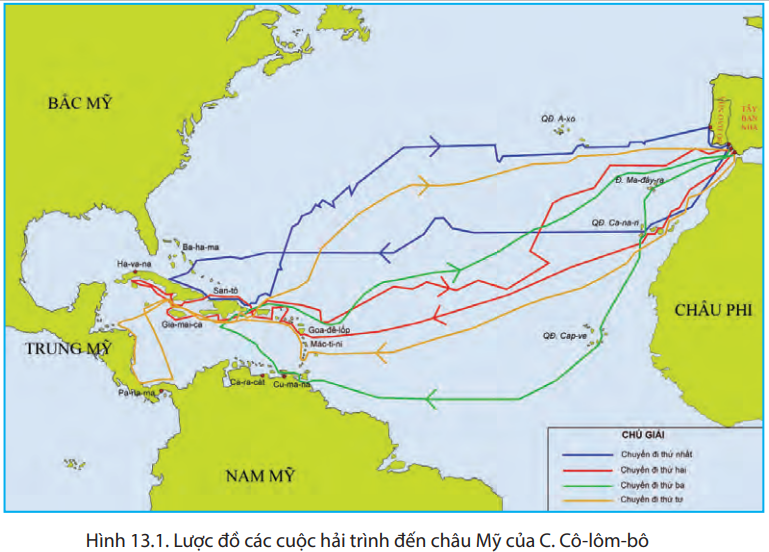 BẮC MỸ
QĐ. A-xo
BỒ ĐÀO NHA
TÂY
BAN
NHA
Đ. Ma-đây-ra
QĐ. Ca-na-ri
Ba-ha-ma
Ha-va-na
San-tô
Gia-mai-ca
Goa-đê-lốp
Mác-ti-ni
CHÂU PHI
TRUNG MỸ
QĐ. Cap-ve
Pa-na-ma
Ca-ra-cát
Cu-ma-na
NAM MỸ
CHÚ GIẢI
Chuyến đi thứ nhất
Chuyến đi thứ hai
Chuyến đi thứ ba
Chuyến đi thứ tư
Hình 13.1. Lược đồ các cuộc hải trình đến châu Mỹ của C. Cô-lôm-bô